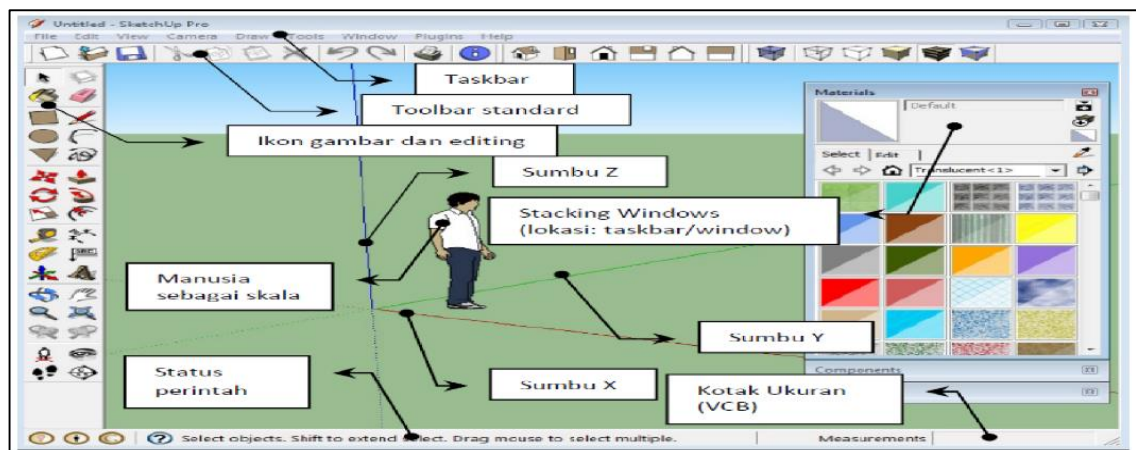 Untitled - SketchUp Pro
File Edit View Camera Draw Tools Window Plugins Help
Taskbar
Toolbar standard
Ikon gambar dan editing
Materials
Default
Select Edit
Translucent <1>
Sumbu Z
Stacking Windows
(lokasi: taskbar/window)
Manusia
sebagai skala
Sumbu Y
Status
perintah
Sumbu X
Kotak Ukuran
(VCB)
Components
Select objects. Shift to extend select. Drag mouse to select multiple.
Measurements